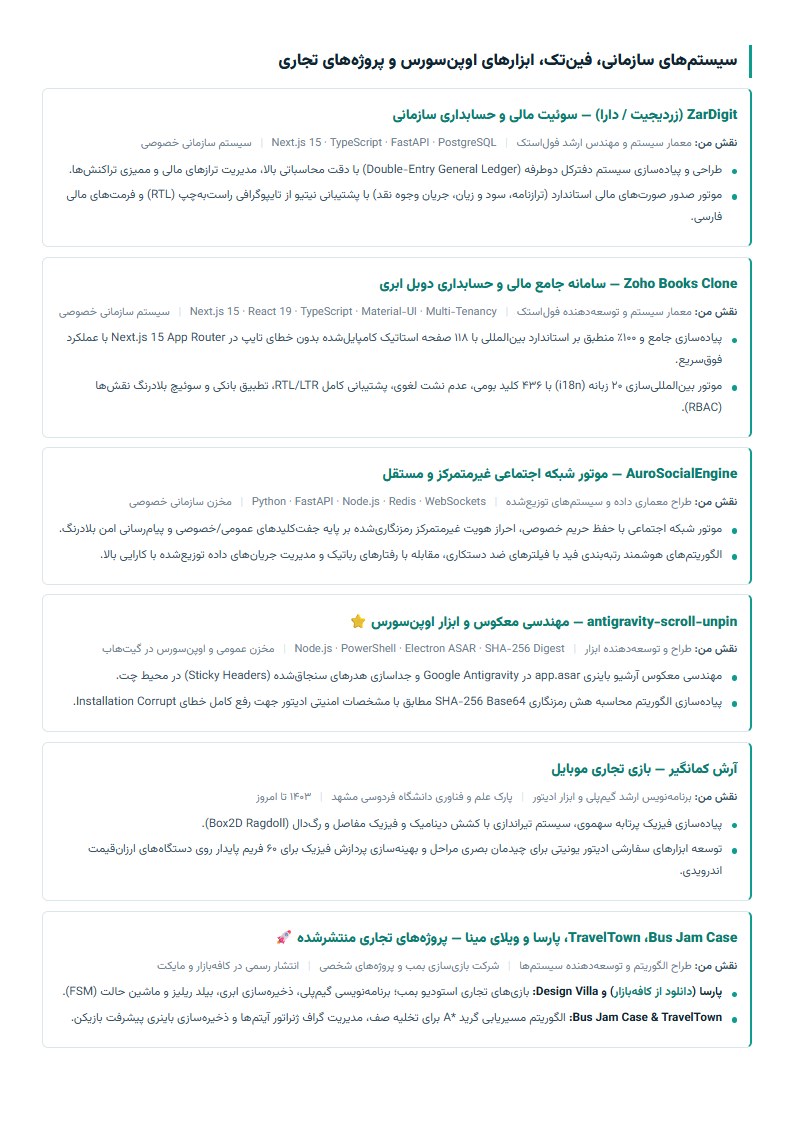 سیستم‌های سازمانی، فین‌تک، ابزارهای اوپن‌سورس و پروژه‌های تجاری
ZarDigit (زردیجیت / دارا) — سوئیت مالی و حسابداری سازمانی
نقش من: معمار سیستم و مهندس ارشد فول‌استک | Next.js 15 · TypeScript · FastAPI · PostgreSQL | سیستم سازمانی خصوصی
طراحی و پیاده‌سازی سیستم دفترکل دوطرفه (Double-Entry General Ledger) با دقت محاسباتی بالا، مدیریت ترازهای مالی و ممیزی تراکنش‌ها.
موتور صدور صورت‌های مالی استاندارد (ترازنامه، سود و زیان، جریان وجوه نقد) با پشتیبانی نیتیو از تایپوگرافی راست‌به‌چپ (RTL) و فرمت‌های مالی
فارسی.
Zoho Books Clone — سامانه جامع مالی و حسابداری دوبل ابری
نقش من: معمار سیستم و توسعه‌دهنده فول‌استک | Next.js 15 · React 19 · TypeScript · Material-UI · Multi-Tenancy | سیستم سازمانی خصوصی
پیاده‌سازی جامع و ۱۰۰٪ منطبق بر استاندارد بین‌المللی با ۱۱۸ صفحه استاتیک کامپایل‌شده بدون خطای تایپ در Next.js 15 App Router با عملکرد
فوق‌سریع.
موتور بین‌المللی‌سازی ۲۰ زبانه (i18n) با ۴۳۶ کلید بومی، عدم نشت لغوی، پشتیبانی کامل RTL/LTR، تطبیق بانکی و سوئیچ بلادرنگ نقش‌ها
(RBAC).
AuroSocialEngine — موتور شبکه اجتماعی غیرمتمرکز و مستقل
نقش من: طراح معماری داده و سیستم‌های توزیع‌شده | Python · FastAPI · Node.js · Redis · WebSockets | مخزن سازمانی خصوصی
موتور شبکه اجتماعی با حفظ حریم خصوصی، احراز هویت غیرمتمرکز رمزنگاری‌شده بر پایه جفت‌کلیدهای عمومی/خصوصی و پیام‌رسانی امن بلادرنگ.
الگوریتم‌های هوشمند رتبه‌بندی فید با فیلترهای ضد دستکاری، مقابله با رفتارهای رباتیک و مدیریت جریان‌های داده توزیع‌شده با کارایی بالا.
antigravity-scroll-unpin — مهندسی معکوس و ابزار اوپن‌سورس ⭐
نقش من: طراح و توسعه‌دهنده ابزار | Node.js · PowerShell · Electron ASAR · SHA-256 Digest | مخزن عمومی و اوپن‌سورس در گیت‌هاب
مهندسی معکوس آرشیو باینری app.asar در Google Antigravity و جداسازی هدرهای سنجاق‌شده (Sticky Headers) در محیط چت.
پیاده‌سازی الگوریتم محاسبه هش رمزنگاری SHA-256 Base64 مطابق با مشخصات امنیتی ادیتور جهت رفع کامل خطای Installation Corrupt.
آرش کمانگیر — بازی تجاری موبایل
نقش من: برنامه‌نویس ارشد گیم‌پلی و ابزار ادیتور | پارک علم و فناوری دانشگاه فردوسی مشهد | ۱۴۰۳ تا امروز
پیاده‌سازی فیزیک پرتابه سهموی، سیستم تیراندازی با کشش دینامیک و فیزیک مفاصل و رگ‌دال (Box2D Ragdoll).
توسعه ابزارهای سفارشی ادیتور یونیتی برای چیدمان بصری مراحل و بهینه‌سازی پردازش فیزیک برای ۶۰ فریم پایدار روی دستگاه‌های ارزان‌قیمت
اندرویدی.
TravelTown ،Bus Jam Case، پارسا و ویلای مینا — پروژه‌های تجاری منتشرشده 🚀
نقش من: طراح الگوریتم و توسعه‌دهنده سیستم‌ها | شرکت بازی‌سازی بمب و پروژه‌های شخصی | انتشار رسمی در کافه‌بازار و مایکت
پارسا (دانلود از کافه‌بازار) و Design Villa: بازی‌های تجاری استودیو بمب؛ برنامه‌نویسی گیم‌پلی، ذخیره‌سازی ابری، بیلد ریلیز و ماشین حالت (FSM).
Bus Jam Case & TravelTown: الگوریتم مسیریابی گرید A* برای تخلیه صف، مدیریت گراف ژنراتور آیتم‌ها و ذخیره‌سازی باینری پیشرفت بازیکن.